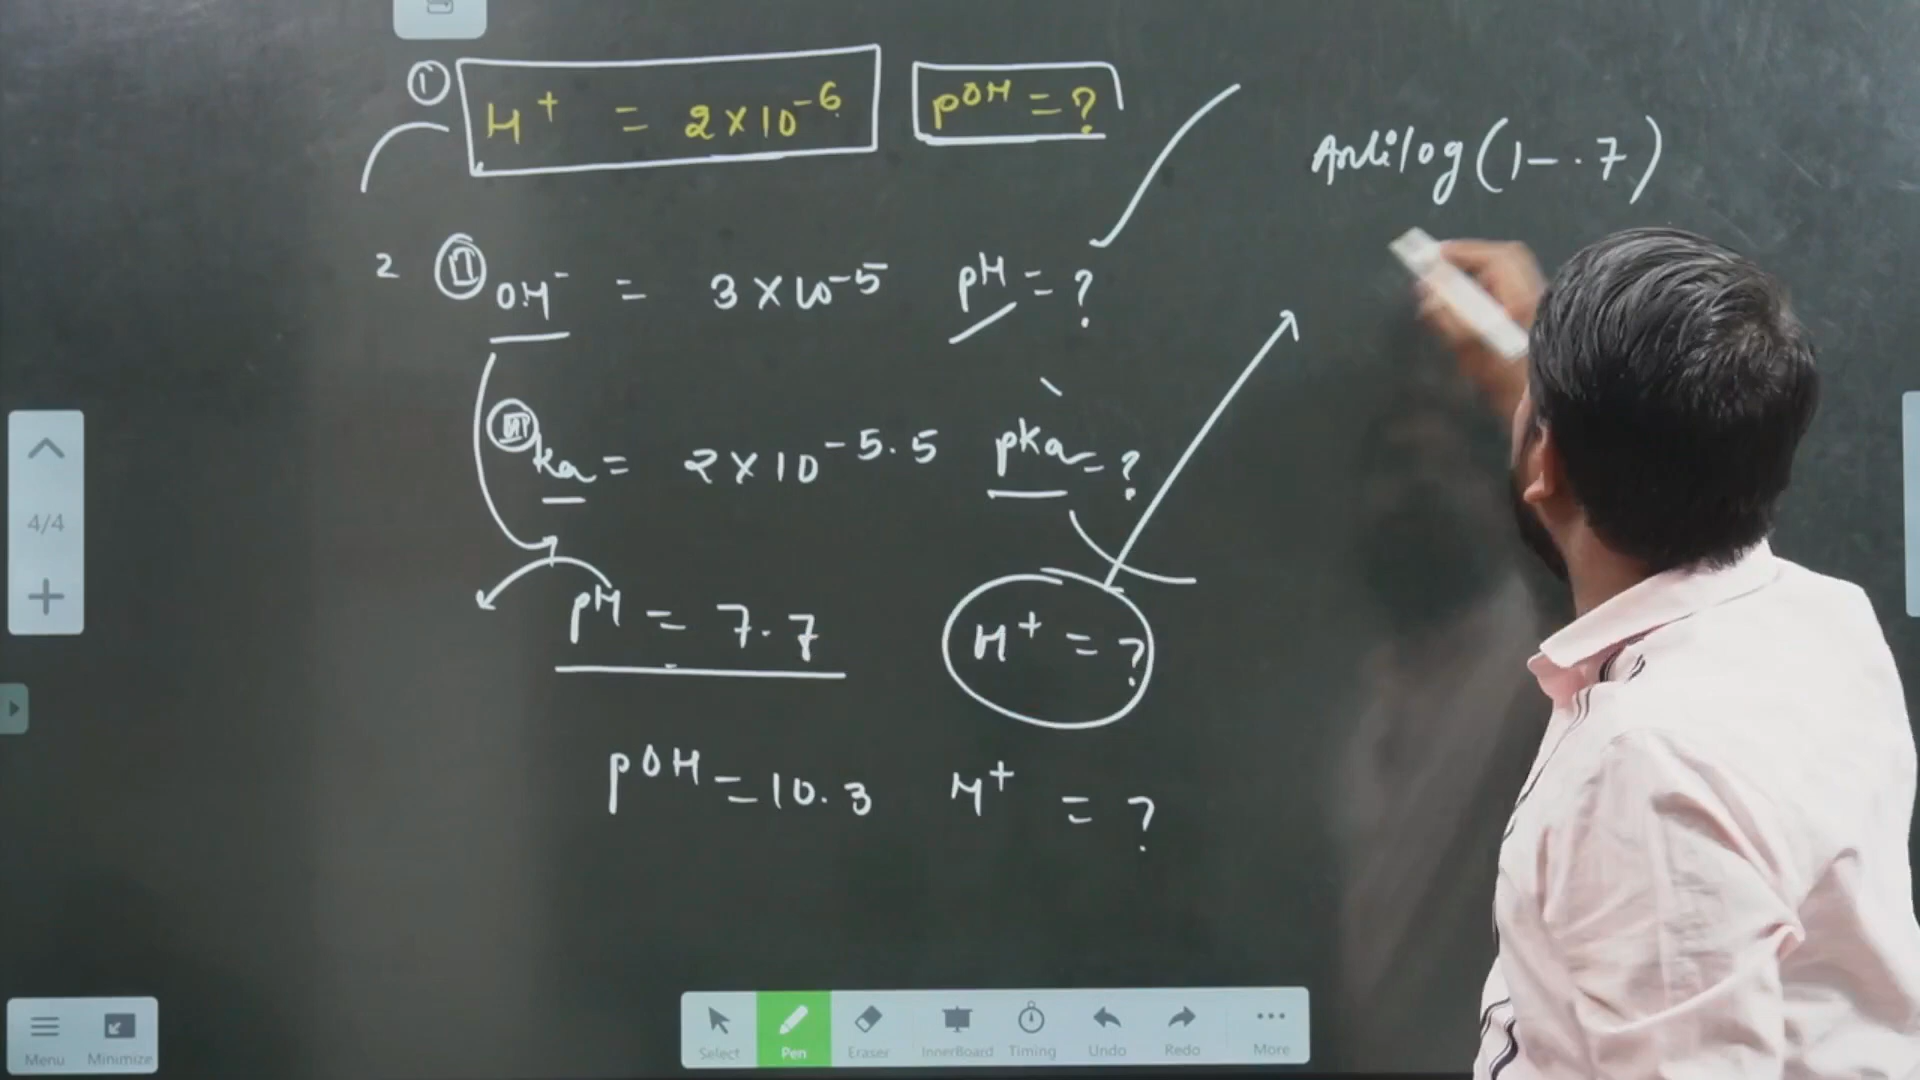 ① H⁺ = 2×10⁻⁶ pOH = ?
Antilog(1-.7)
2 Ⅱ OH⁻ = 3×10⁻⁵ pH = ?
Ⅲ ka = 2×10⁻⁵·⁵ pka = ?
4/4
pH = 7.7 H⁺ = ?
pOH = 10.3 H⁺ = ?
Menu Minimize Select Pen Eraser InnerBoard Timing Undo Redo More